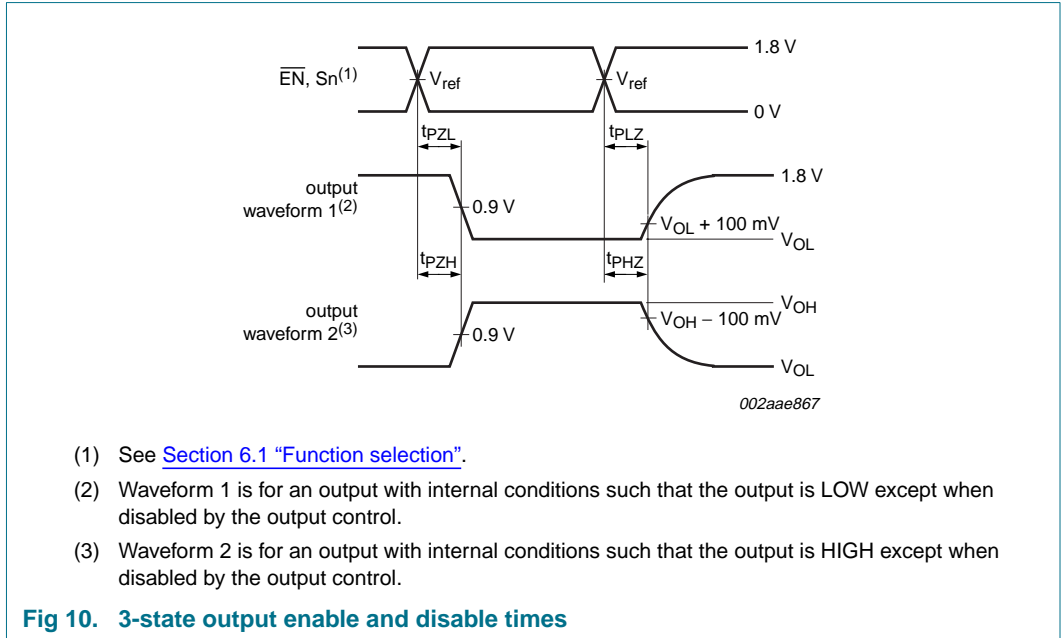 1.8 V
EN, Sn(1)
Vref
Vref
0 V
tPZL
tPLZ
1.8 V
output
waveform 1(2)
0.9 V
VOL + 100 mV
VOL
tPZH
tPHZ
VOH
output
waveform 2(3)
0.9 V
VOH − 100 mV
VOL
002aae867
(1) See Section 6.1 “Function selection”.
(2) Waveform 1 is for an output with internal conditions such that the output is LOW except when
disabled by the output control.
(3) Waveform 2 is for an output with internal conditions such that the output is HIGH except when
disabled by the output control.
Fig 10. 3-state output enable and disable times